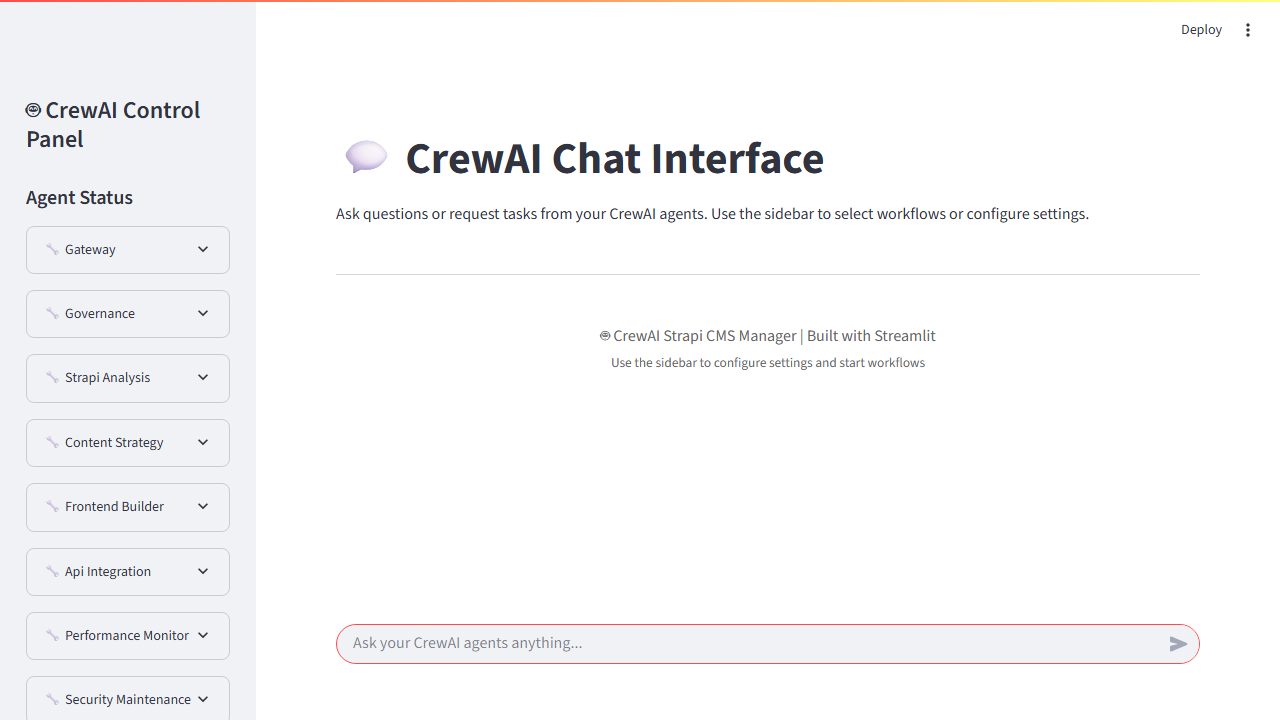 CrewAI Control
Panel
Agent Status
Gateway
Governance
Strapi Analysis
Content Strategy
Frontend Builder
Api Integration
Performance Monitor
Security Maintenance
Deploy
CrewAI Chat Interface
Ask questions or request tasks from your CrewAI agents. Use the sidebar to select workflows or configure settings.
CrewAI Strapi CMS Manager | Built with Streamlit
Use the sidebar to configure settings and start workflows
Ask your CrewAI agents anything...